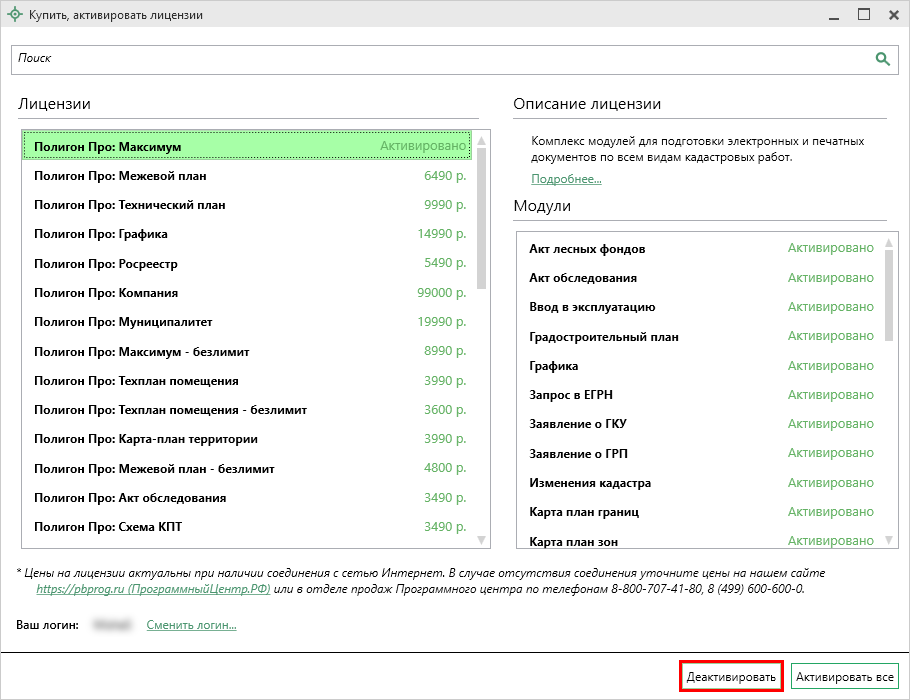 Купить, активировать лицензии
Поиск
Лицензии
Полигон Про: Максимум Активировано
Полигон Про: Межевой план 6490 р.
Полигон Про: Технический план 9990 р.
Полигон Про: Графика 14990 р.
Полигон Про: Росреестр 5490 р.
Полигон Про: Компания 99000 р.
Полигон Про: Муниципалитет 19990 р.
Полигон Про: Максимум - безлимит 8990 р.
Полигон Про: Техплан помещения 3990 р.
Полигон Про: Техплан помещения - безлимит 3600 р.
Полигон Про: Карта-план территории 3990 р.
Полигон Про: Межевой план - безлимит 4800 р.
Полигон Про: Акт обследования 3490 р.
Полигон Про: Схема КПТ 3490 р.
Описание лицензии
Комплекс модулей для подготовки электронных и печатных
документов по всем видам кадастровых работ.
Подробнее...
Модули
Акт лесных фондов Активировано
Акт обследования Активировано
Ввод в эксплуатацию Активировано
Градостроительный план Активировано
Графика Активировано
Запрос в ЕГРН Активировано
Заявление о ГКУ Активировано
Заявление о ГРП Активировано
Изменения кадастра Активировано
Карта план границ Активировано
Карта план зон Активировано
* Цены на лицензии актуальны при наличии соединения с сетью Интернет. В случае отсутствия соединения уточните цены на нашем сайте
https://pbprog.ru (ПрограммныйЦентр.РФ) или в отделе продаж Программного центра по телефонам 8-800-707-41-80, 8 (499) 600-600-0.
Ваш логин: Сменить логин...
Деактивировать Активировать все